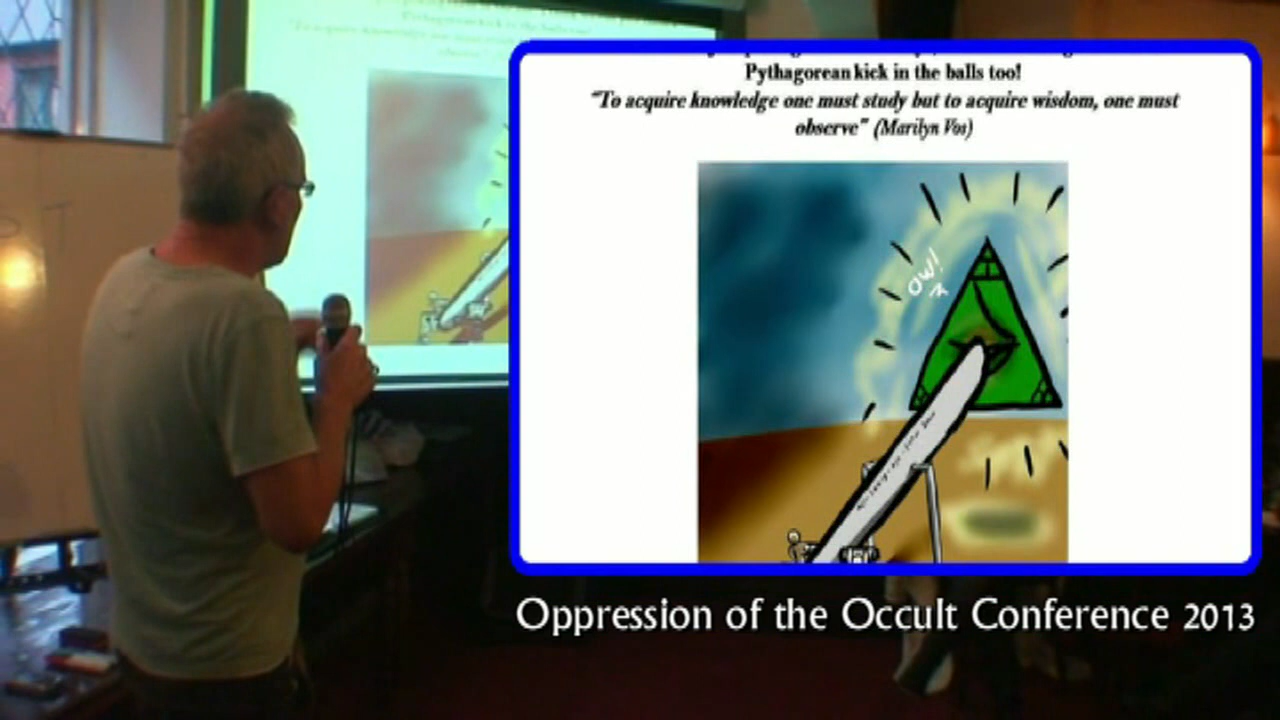 Pythagorean kick in the balls too!
"To acquire knowledge one must study but to acquire wisdom, one must
observe" (Marilyn Vos)
OW!
Oppression of the Occult Conference 2013